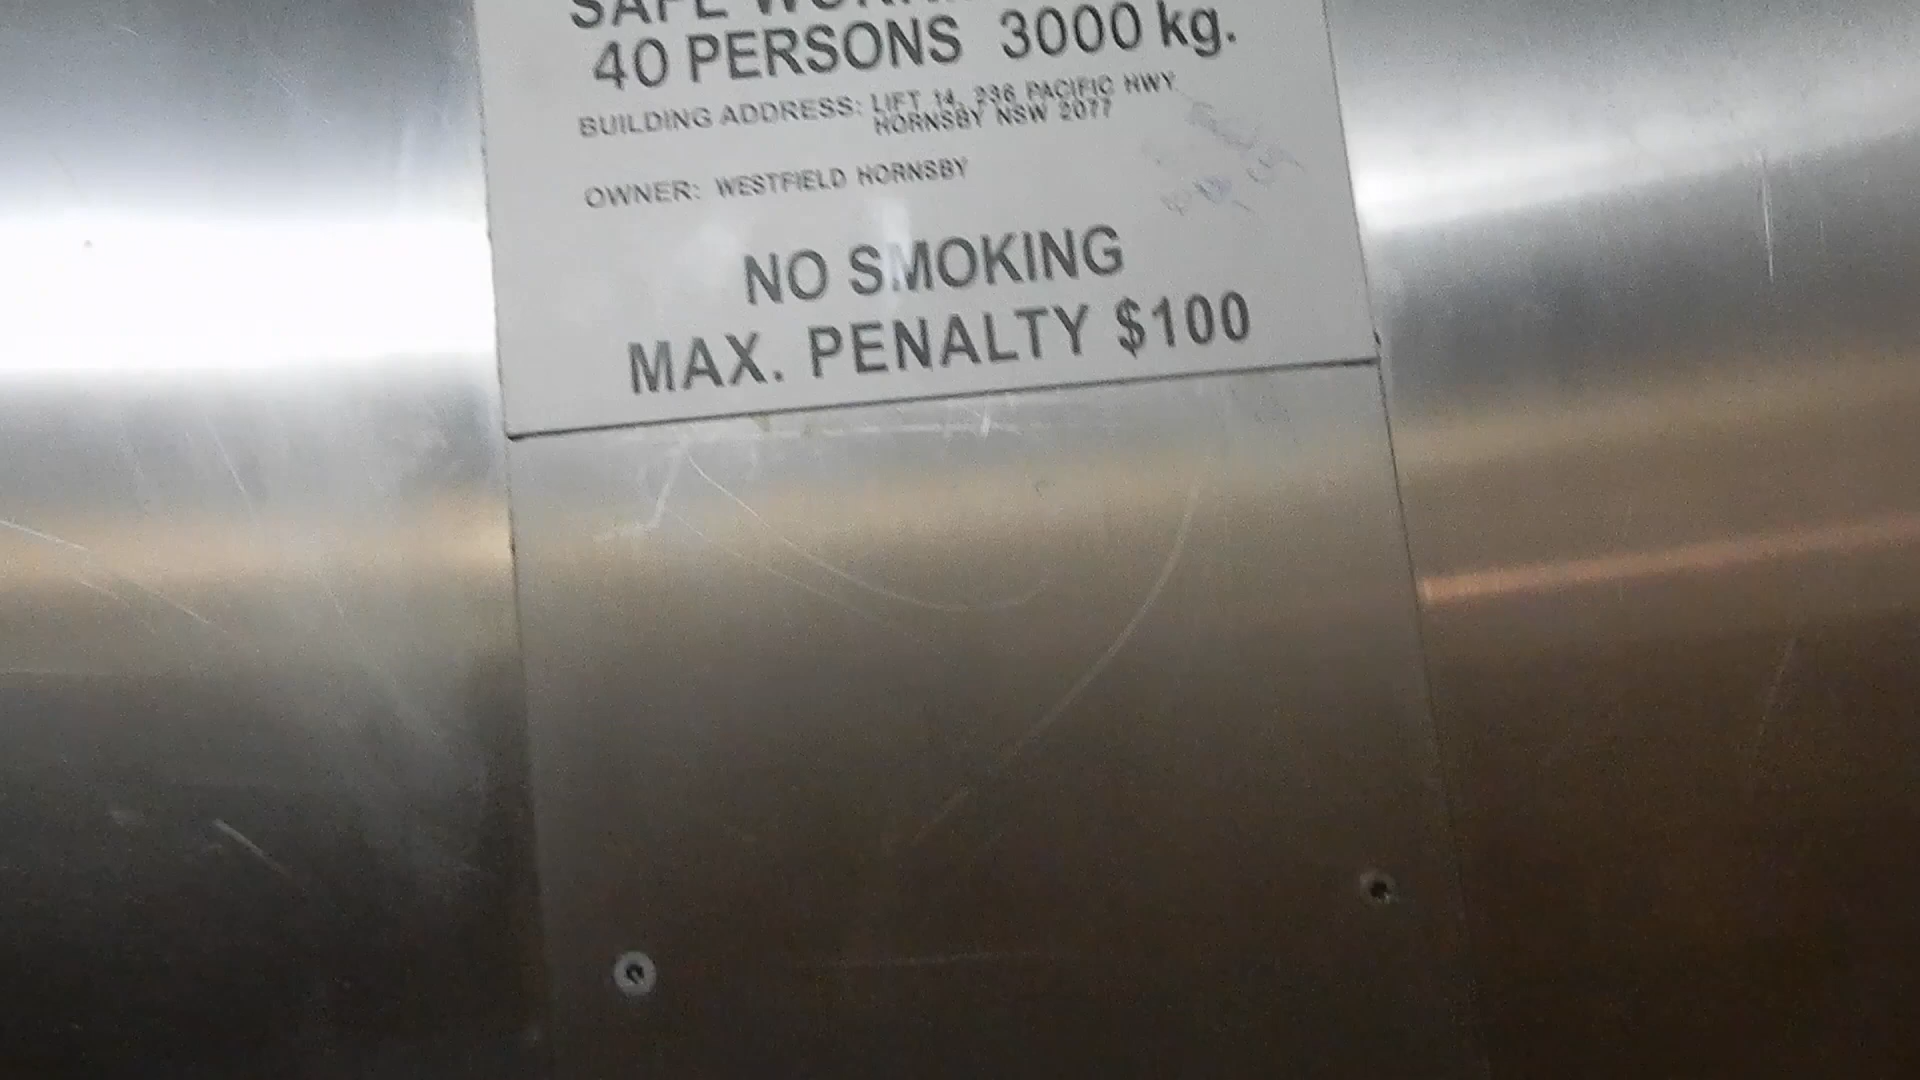 SAFE
40 PERSONS 3000 kg.
BUILDING ADDRESS: LIFT 14, 236 PACIFIC HWY
HORNSBY NSW 2077
OWNER: WESTFIELD HORNSBY
NO SMOKING
MAX. PENALTY $100